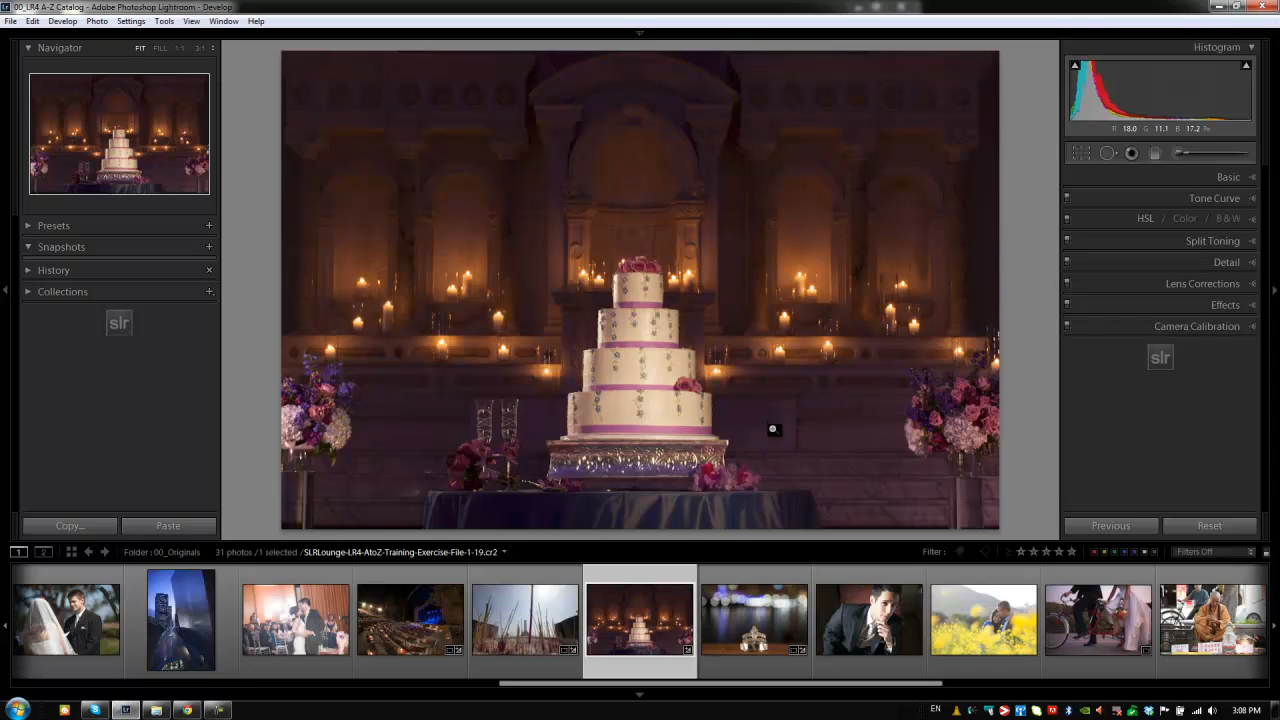 00_LR4 A-Z Catalog - Adobe Photoshop Lightroom - Develop
File Edit Develop Photo Settings Tools View Window Help
Navigator FIT FILL 1:1 3:1
Histogram
R 18.0 G 11.1 B 17.2 %
Basic
Tone Curve
HSL / Color / B & W
Split Toning
Detail
Lens Corrections
Effects
Camera Calibration
slr
Presets
Snapshots
History
Collections
slr
Copy... Paste
Previous Reset
1 2 Folder : 00_Originals 31 photos / 1 selected / SLRLounge-LR4-AtoZ-Training-Exercise-File-1-19.cr2 Filter : Filters Off
EN 3:08 PM